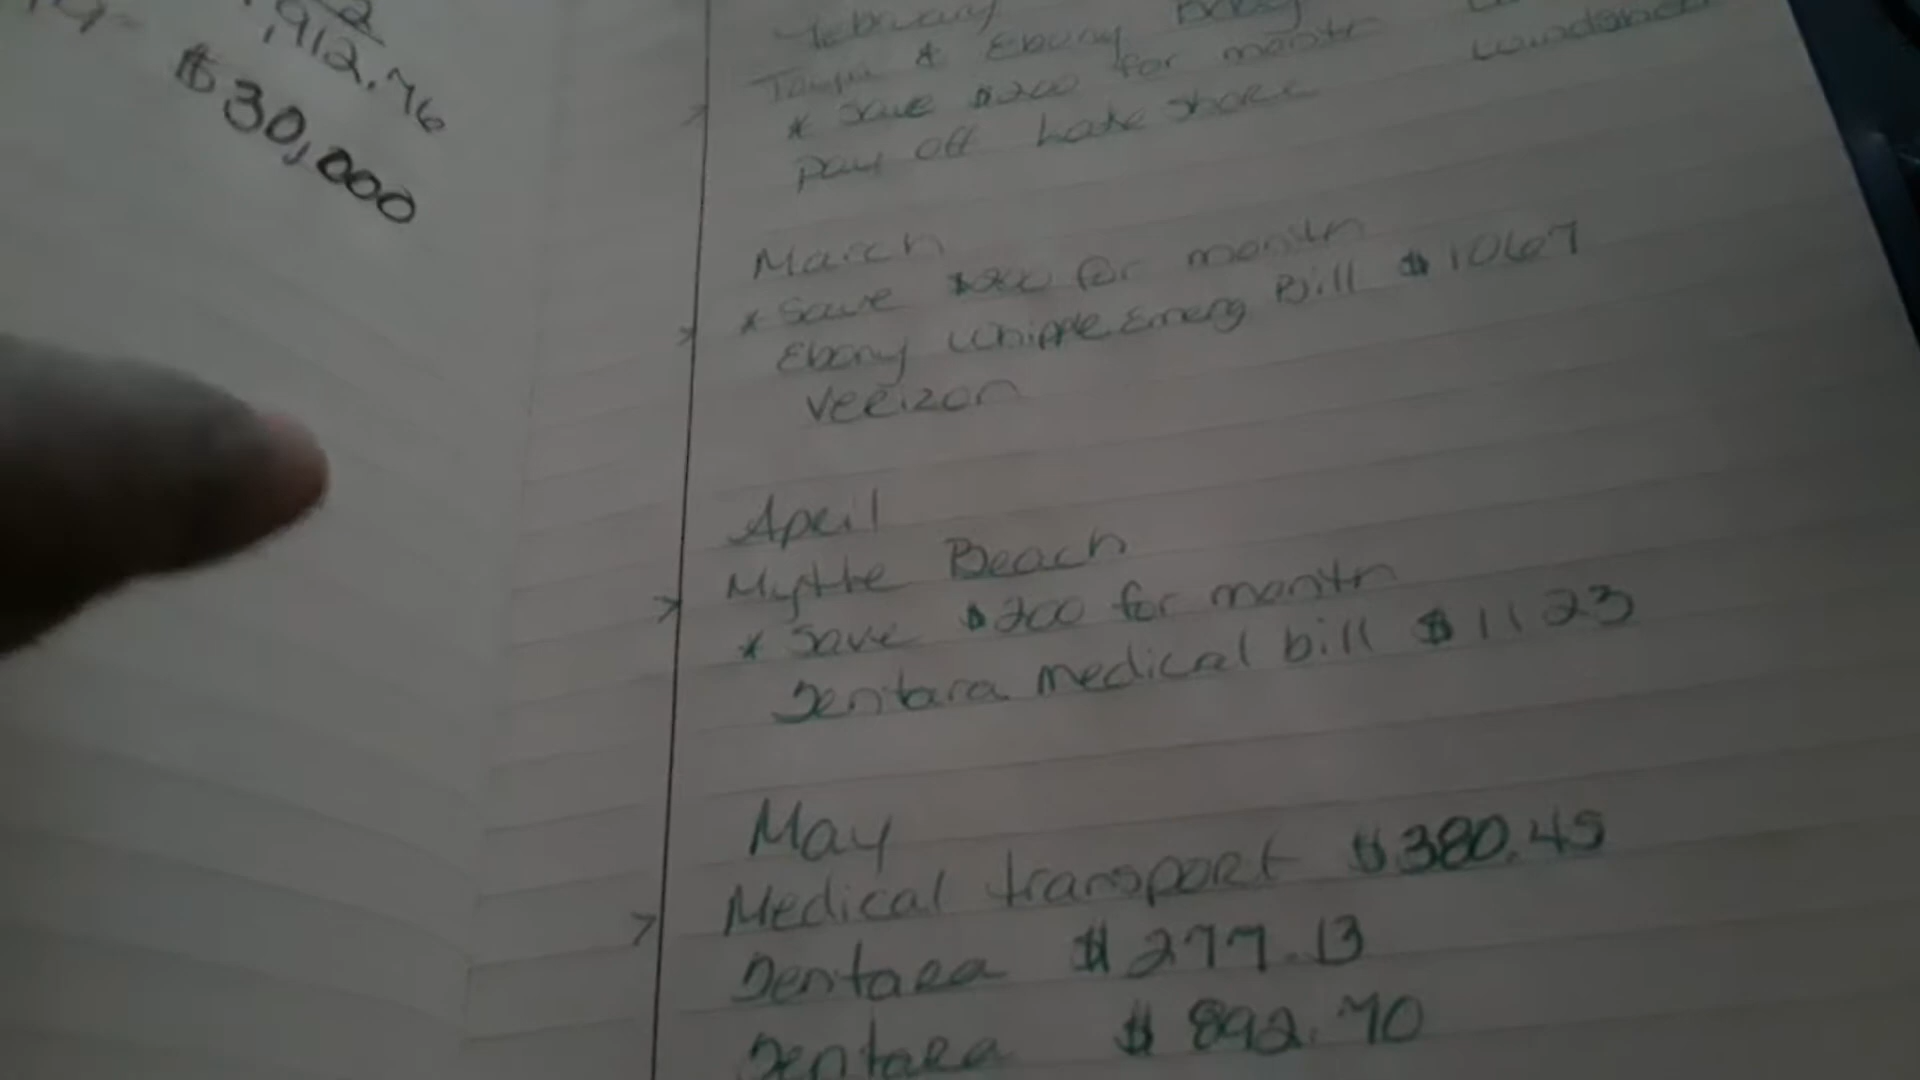 912.76
$30,000
February
& Ebony
* Save $200 for month
Pay off Lake Shore
March
* Save $200 for month
Ebony Whipple Emerg Bill $1067
Verizon
April
Myrtle Beach
* Save $200 for month
Sentara medical bill $1123
May
Medical transport $380.45
Sentara $277.13
Sentara $892.70